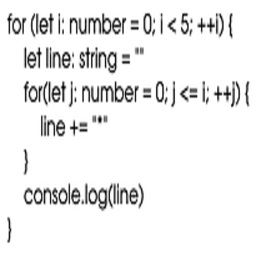 for (let i: number = 0; i < 5; ++i) {
let line: string = ""
for(let j: number = 0; j <= i; ++j) {
line += "*"
}
console.log(line)
}